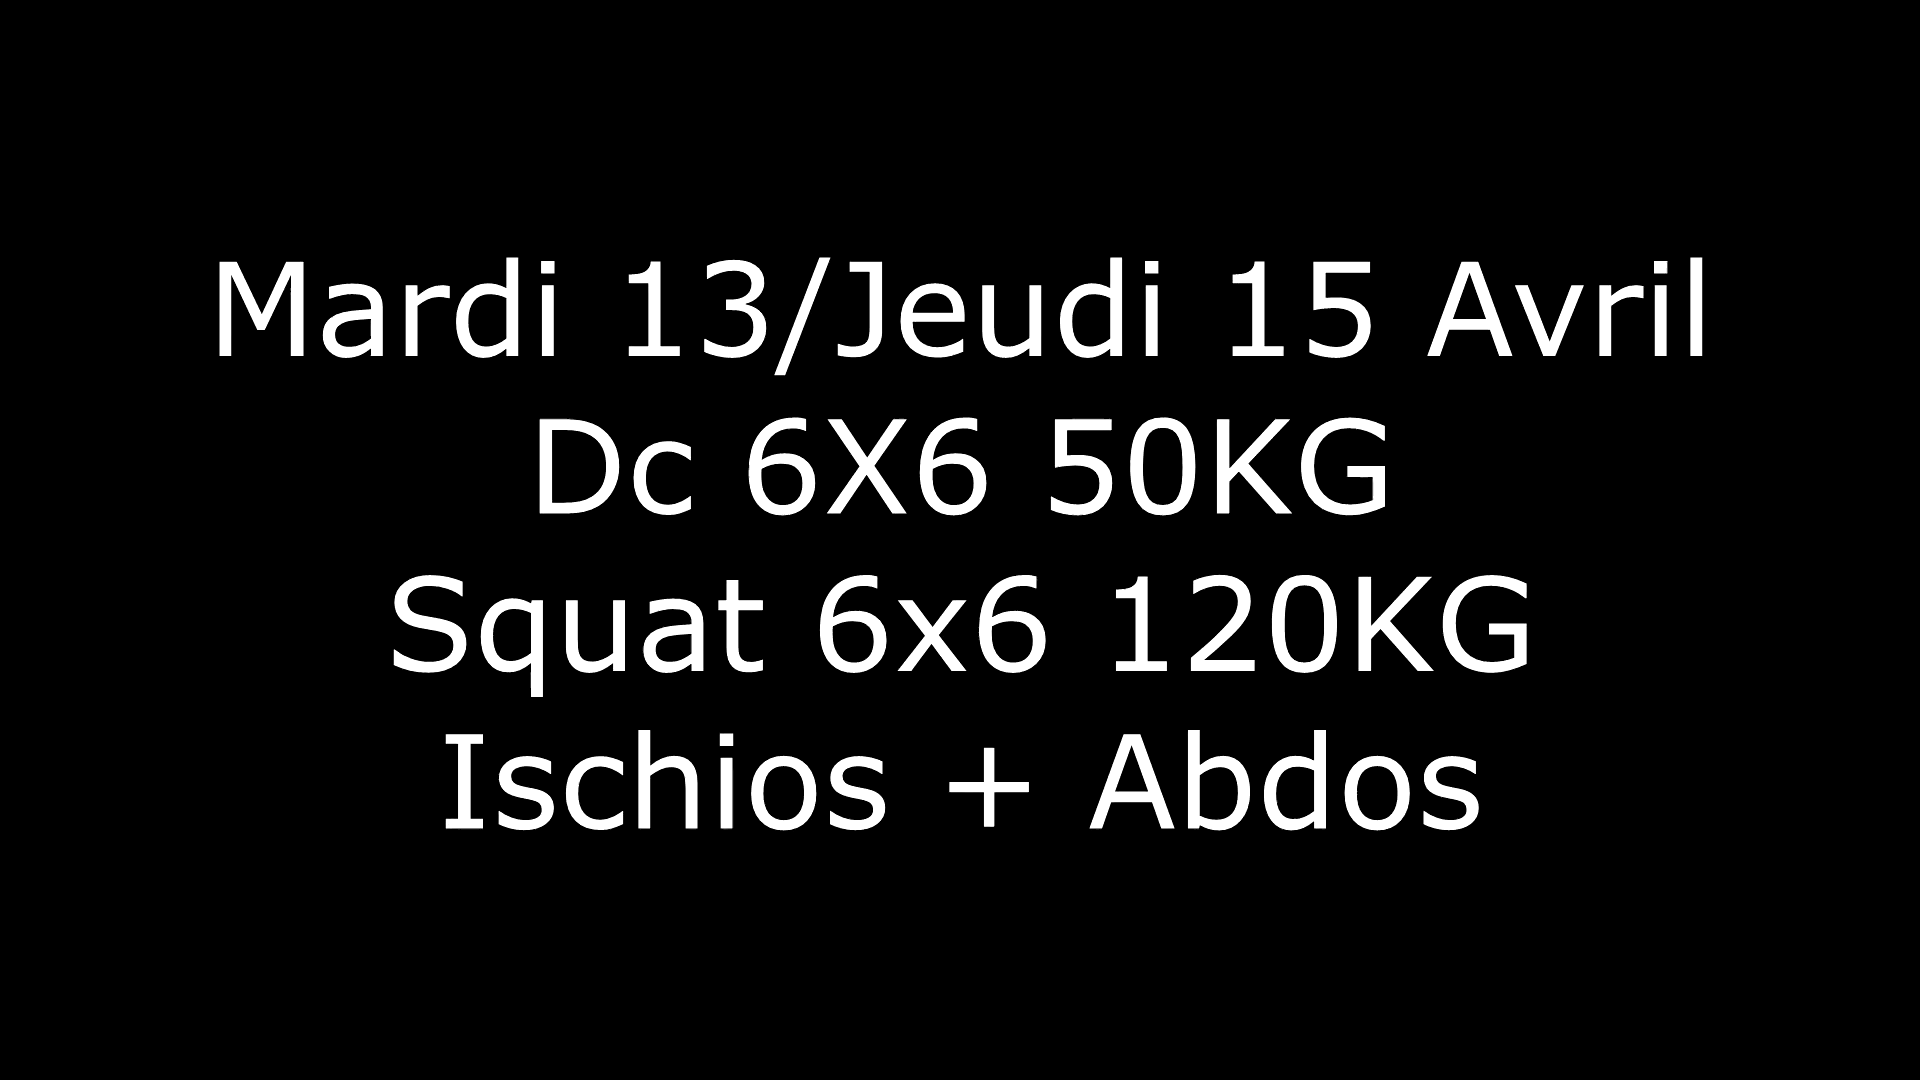 Mardi 13/Jeudi 15 Avril
Dc 6X6 50KG
Squat 6x6 120KG
Ischios + Abdos